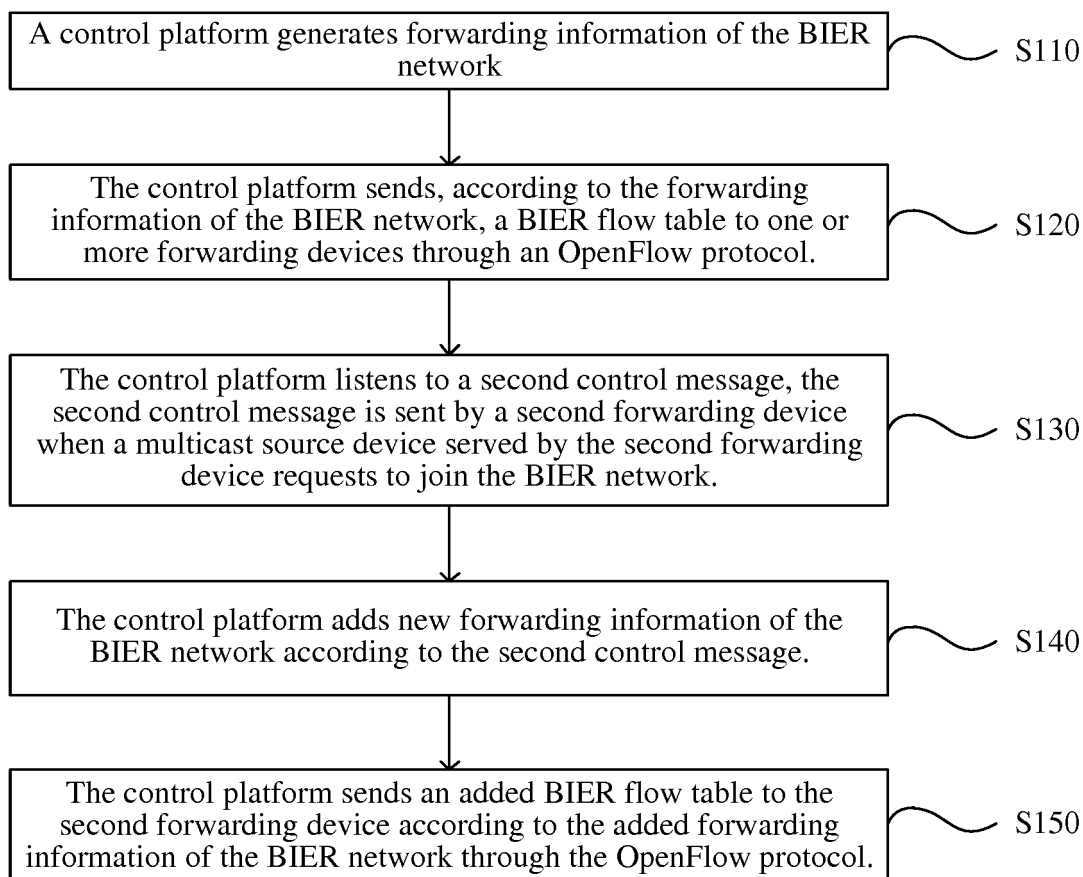 A control platform generates forwarding information of the BIER
network
S110
The control platform sends, according to the forwarding
information of the BIER network, a BIER flow table to one or
more forwarding devices through an OpenFlow protocol.
S120
The control platform listens to a second control message, the
second control message is sent by a second forwarding device
when a multicast source device served by the second forwarding
device requests to join the BIER network.
S130
The control platform adds new forwarding information of the
BIER network according to the second control message.
S140
The control platform sends an added BIER flow table to the
second forwarding device according to the added forwarding
information of the BIER network through the OpenFlow protocol.
S150